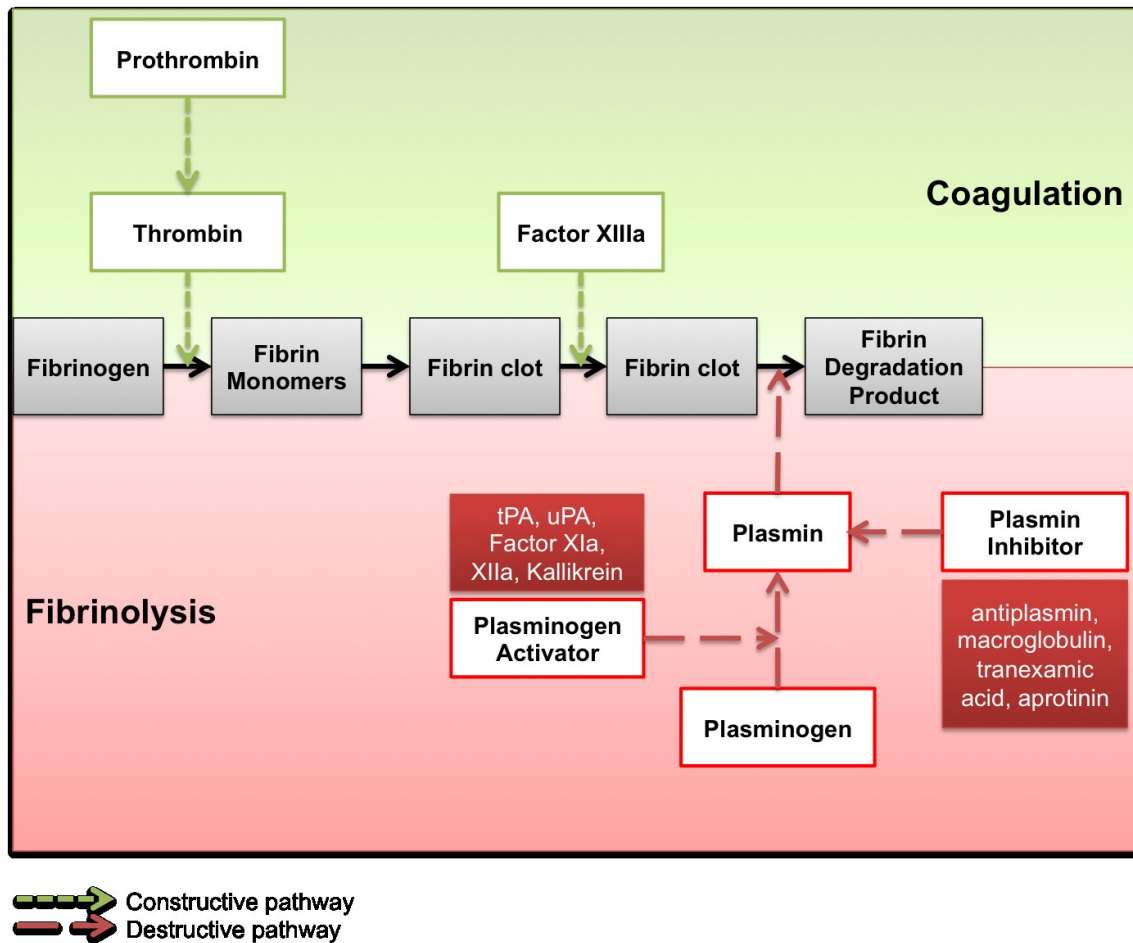 Prothrombin
Coagulation
Thrombin
Factor XIIIa
Fibrinogen
Fibrin
Monomers
Fibrin clot
Fibrin clot
Fibrin
Degradation
Product
tPA, uPA,
Factor XIa,
XIIa, Kallikrein
Plasmin
Plasmin
Inhibitor
Fibrinolysis
Plasminogen
Activator
antiplasmin,
macroglobulin,
tranexamic
acid, aprotinin
Plasminogen
Constructive pathway
Destructive pathway